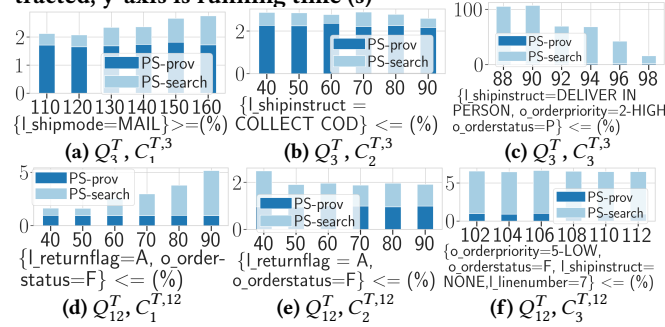 tracted, y-axis is running time (s)
2
1
0
PS-prov
PS-search
110 120 130 140 150 160
{l_shipmode=MAIL}>=(%)
(a) Q_3^T, C_1^{T,3}
2
0
PS-prov
PS-search
40 50 60 70 80 90
{l_shipinstruct =
COLLECT COD} <= (%)
(b) Q_3^T, C_2^{T,3}
100
50
0
PS-prov
PS-search
88 90 92 94 96 98
{l_shipinstruct=DELIVER IN
PERSON, o_orderpriority=2-HIGH
o_orderstatus=P} <= (%)
(c) Q_3^T, C_3^{T,3}
5.0
2.5
0
PS-prov
PS-search
40 50 60 70 80 90
{l_returnflag=A, o_order-
status=F} <= (%)
(d) Q_{12}^T, C_1^{T,12}
2
0
PS-prov
PS-search
40 50 60 70 80 90
{l_returnflag = A,
o_orderstatus=F} <= (%)
(e) Q_{12}^T, C_2^{T,12}
5
0
PS-prov
PS-search
102 104 106 108 110 112
{o_orderpriority=5-LOW,
o_orderstatus=F, l_shipinstruct=
NONE,l_linenumber=7} <=(%)
(f) Q_{12}^T, C_3^{T,12}